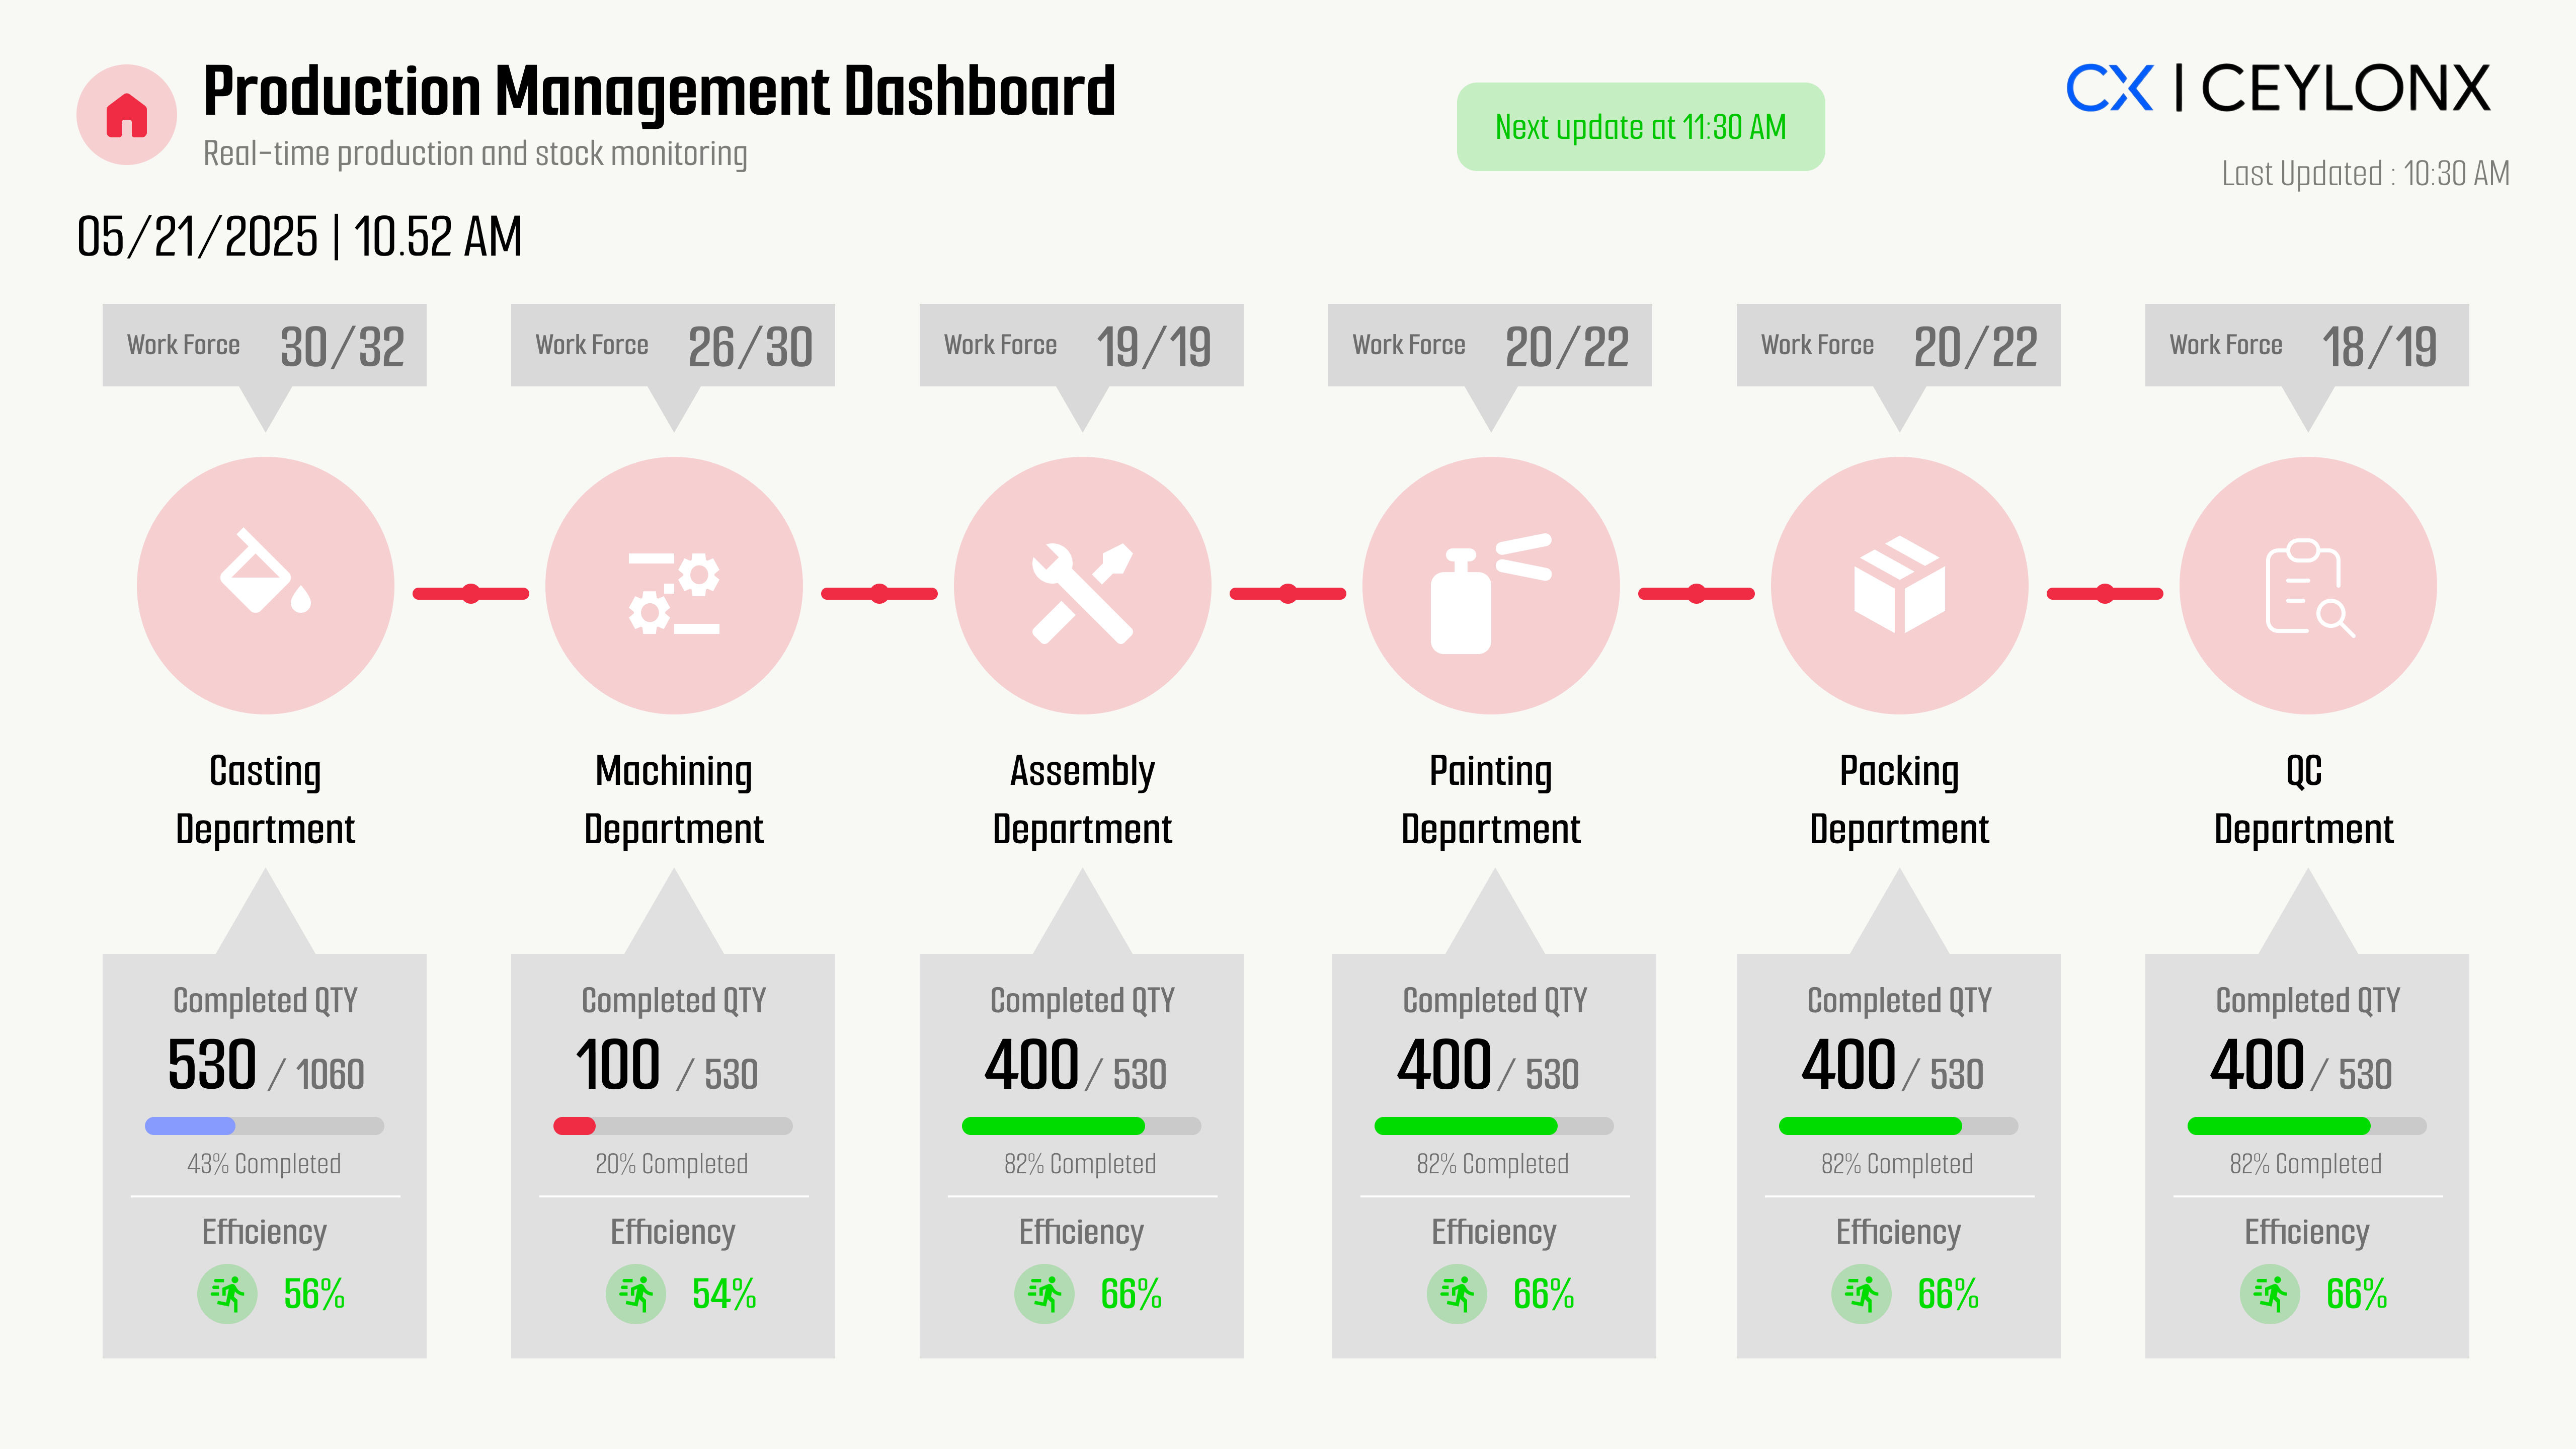 Production Management Dashboard
Real-time production and stock monitoring
Next update at 11:30 AM
CX | CEYLONX
Last Updated : 10:30 AM
05/21/2025 | 10.52 AM
Work Force 30/32
Work Force 26/30
Work Force 19/19
Work Force 20/22
Work Force 20/22
Work Force 18/19
Casting
Department
Machining
Department
Assembly
Department
Painting
Department
Packing
Department
QC
Department
Completed QTY
530 / 1060
43% Completed
Efficiency
56%
Completed QTY
100 / 530
20% Completed
Efficiency
54%
Completed QTY
400 / 530
82% Completed
Efficiency
66%
Completed QTY
400 / 530
82% Completed
Efficiency
66%
Completed QTY
400 / 530
82% Completed
Efficiency
66%
Completed QTY
400 / 530
82% Completed
Efficiency
66%